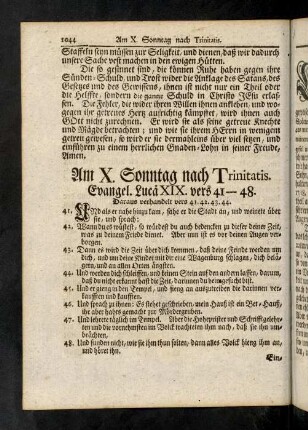 1044 Am X. Sonntag nach Trinitatis.
Staffeln seyn müssen zur Seligkeit, und dienen, daß wir dadurch
unsere Sache vest machen in den ewigen Hütten.
Die so gesinnet sind, die können Ruhe haben gegen ihre
Sünden-Schuld, und Trost wider die Anklage des Satans, des
Gesetzes und des Gewissens, ihnen ist nicht nur ein Theil oder
die Helffte, sondern die gantze Schuld in Christo JEsu erlas-
sen. Die Fehler, die wider ihren Willen ihnen ankleben, und wo-
gegen ihr getreues Hertz aufrichtig kämpfet, wird ihnen auch
GOtt nicht zurechnen. Er wird sie als seine getreue Knechte
und Mägde betrachten; und wie sie ihrem HErrn in wenigem
getreu gewesen, so wird er sie dermaleins über viel setzen, und
einführen zu einem herrlichen Gnaden-Lohn in seiner Freude,
Amen.
Am X. Sonntag nach Trinitatis.
Evangel. Lucä XIX. vers 41—48.
Daraus verhandelt vers 41. 42. 43. 44.
41. UNd als er nahe hinzu kam, sahe er die Stadt an, und weinete über
sie, und sprach:
42. Wann du es wüstest, so würdest du auch bedencken zu dieser deiner Zeit,
was zu deinem Friede dienet. Aber nun ist es vor deinen Augen ver-
borgen.
43. Dann es wird die Zeit über dich kommen, daß deine Feinde werden um
dich, und um deine Kinder mit dir eine Wagenburg schlagen, dich belä-
gern, und an allen Orten ängsten.
44. Und werden dich schleiffen, und keinen Stein auf den andern lassen, darum,
daß du nicht erkennet hast die Zeit, darinnen du heimgesucht bist.
45. Und er gieng in den Tempel, und fieng an auszutreiben die darinnen ver-
kaufften und kaufften.
46. Und sprach zu ihnen: Es stehet geschrieben, mein Hauß ist ein Bet-Hauß,
ihr aber habts gemacht zur Mördergruben.
47. Und lehrete täglich im Tempel. Aber die Hohenpriester und Schrifftgelehr-
ten und die vornehmsten im Volck trachteten ihm nach, daß sie ihn um-
brächten.
48. Und funden nicht, wie sie ihm thun solten, dann alles Volck hieng ihm an,
und höret ihn.
Ein-